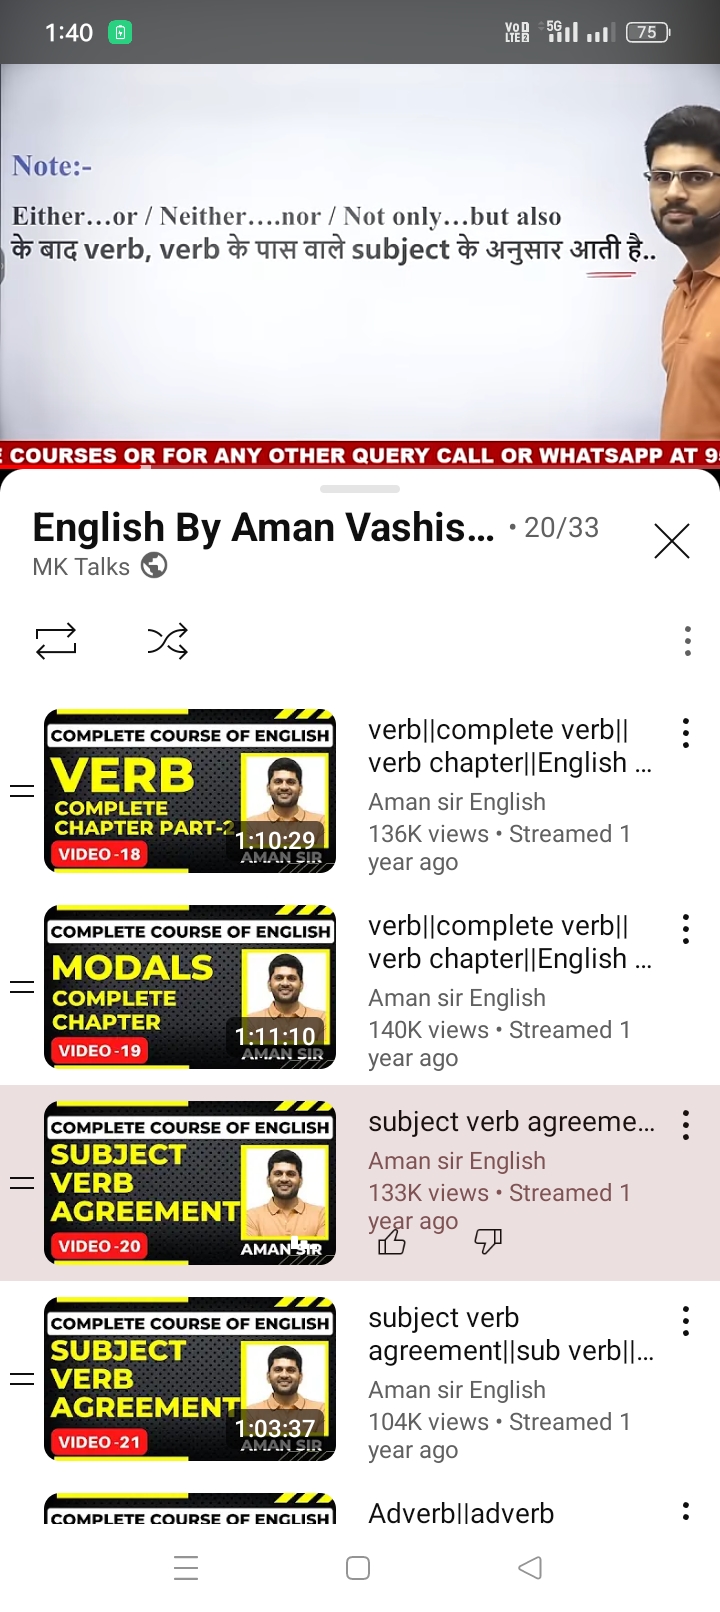 1:40
Vo D
LTE 2
5G
75
Note:-
Either...or / Neither....nor / Not only...but also
के बाद verb, verb के पास वाले subject के अनुसार आती है..
COURSES OR FOR ANY OTHER QUERY CALL OR WHATSAPP AT 9
English By Aman Vashis... • 20/33
MK Talks
COMPLETE COURSE OF ENGLISH
VERB
COMPLETE
CHAPTER PART-2
VIDEO -18
1:10:29
AMAN SIR
verb||complete verb||
verb chapter||English ...
Aman sir English
136K views • Streamed 1
year ago
COMPLETE COURSE OF ENGLISH
MODALS
COMPLETE
CHAPTER
VIDEO -19
1:11:10
AMAN SIR
verb||complete verb||
verb chapter||English ...
Aman sir English
140K views • Streamed 1
year ago
COMPLETE COURSE OF ENGLISH
SUBJECT
VERB
AGREEMENT
VIDEO -20
AMAN SIR
subject verb agreeme...
Aman sir English
133K views • Streamed 1
year ago
COMPLETE COURSE OF ENGLISH
SUBJECT
VERB
AGREEMENT
VIDEO -21
1:03:37
AMAN SIR
subject verb
agreement||sub verb||...
Aman sir English
104K views • Streamed 1
year ago
COMPLETE COURSE OF ENGLISH
Adverb||adverb